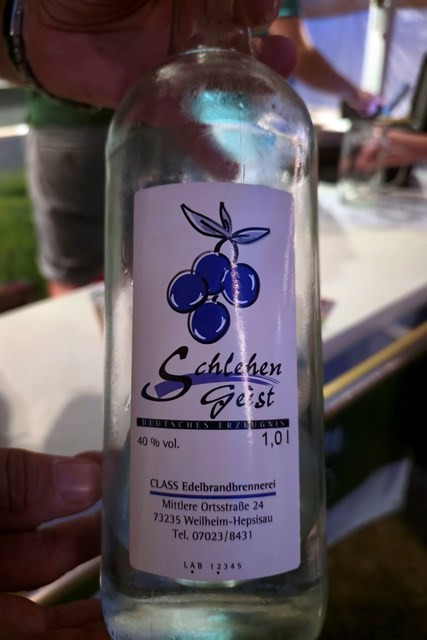 Schlehen
Geist
DEUTSCHES ERZEUGNIS
40 % vol. 1,0 l
CLASS Edelbrandbrennerei
Mittlere Ortsstraße 24
73235 Weilheim-Hepsisau
Tel. 07023/8431
LAB 12345